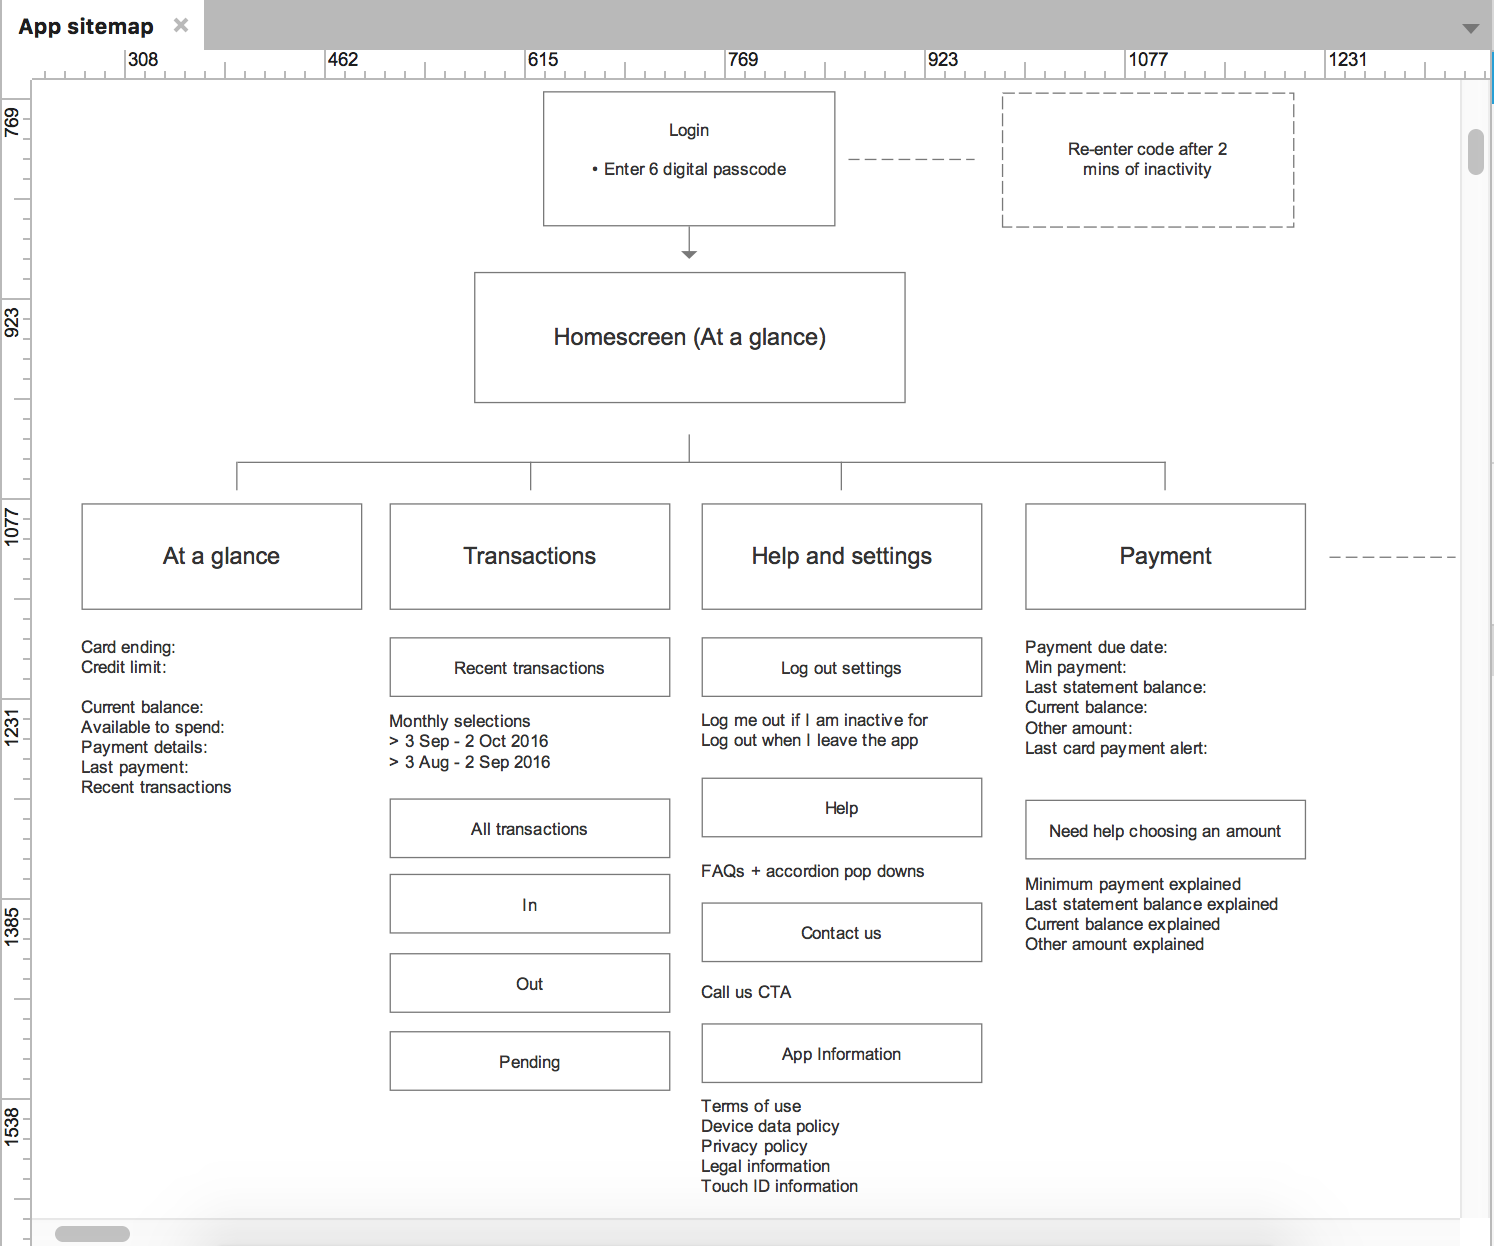 App sitemap
308 462 615 769 923 1077 1231
769
923
1077
1231
1385
1538
Login
• Enter 6 digital passcode
Re-enter code after 2
mins of inactivity
Homescreen (At a glance)
At a glance
Card ending:
Credit limit:
Current balance:
Available to spend:
Payment details:
Last payment:
Recent transactions
Transactions
Recent transactions
Monthly selections
> 3 Sep - 2 Oct 2016
> 3 Aug - 2 Sep 2016
All transactions
In
Out
Pending
Help and settings
Log out settings
Log me out if I am inactive for
Log out when I leave the app
Help
FAQs + accordion pop downs
Contact us
Call us CTA
App Information
Terms of use
Device data policy
Privacy policy
Legal information
Touch ID information
Payment
Payment due date:
Min payment:
Last statement balance:
Current balance:
Other amount:
Last card payment alert:
Need help choosing an amount
Minimum payment explained
Last statement balance explained
Current balance explained
Other amount explained